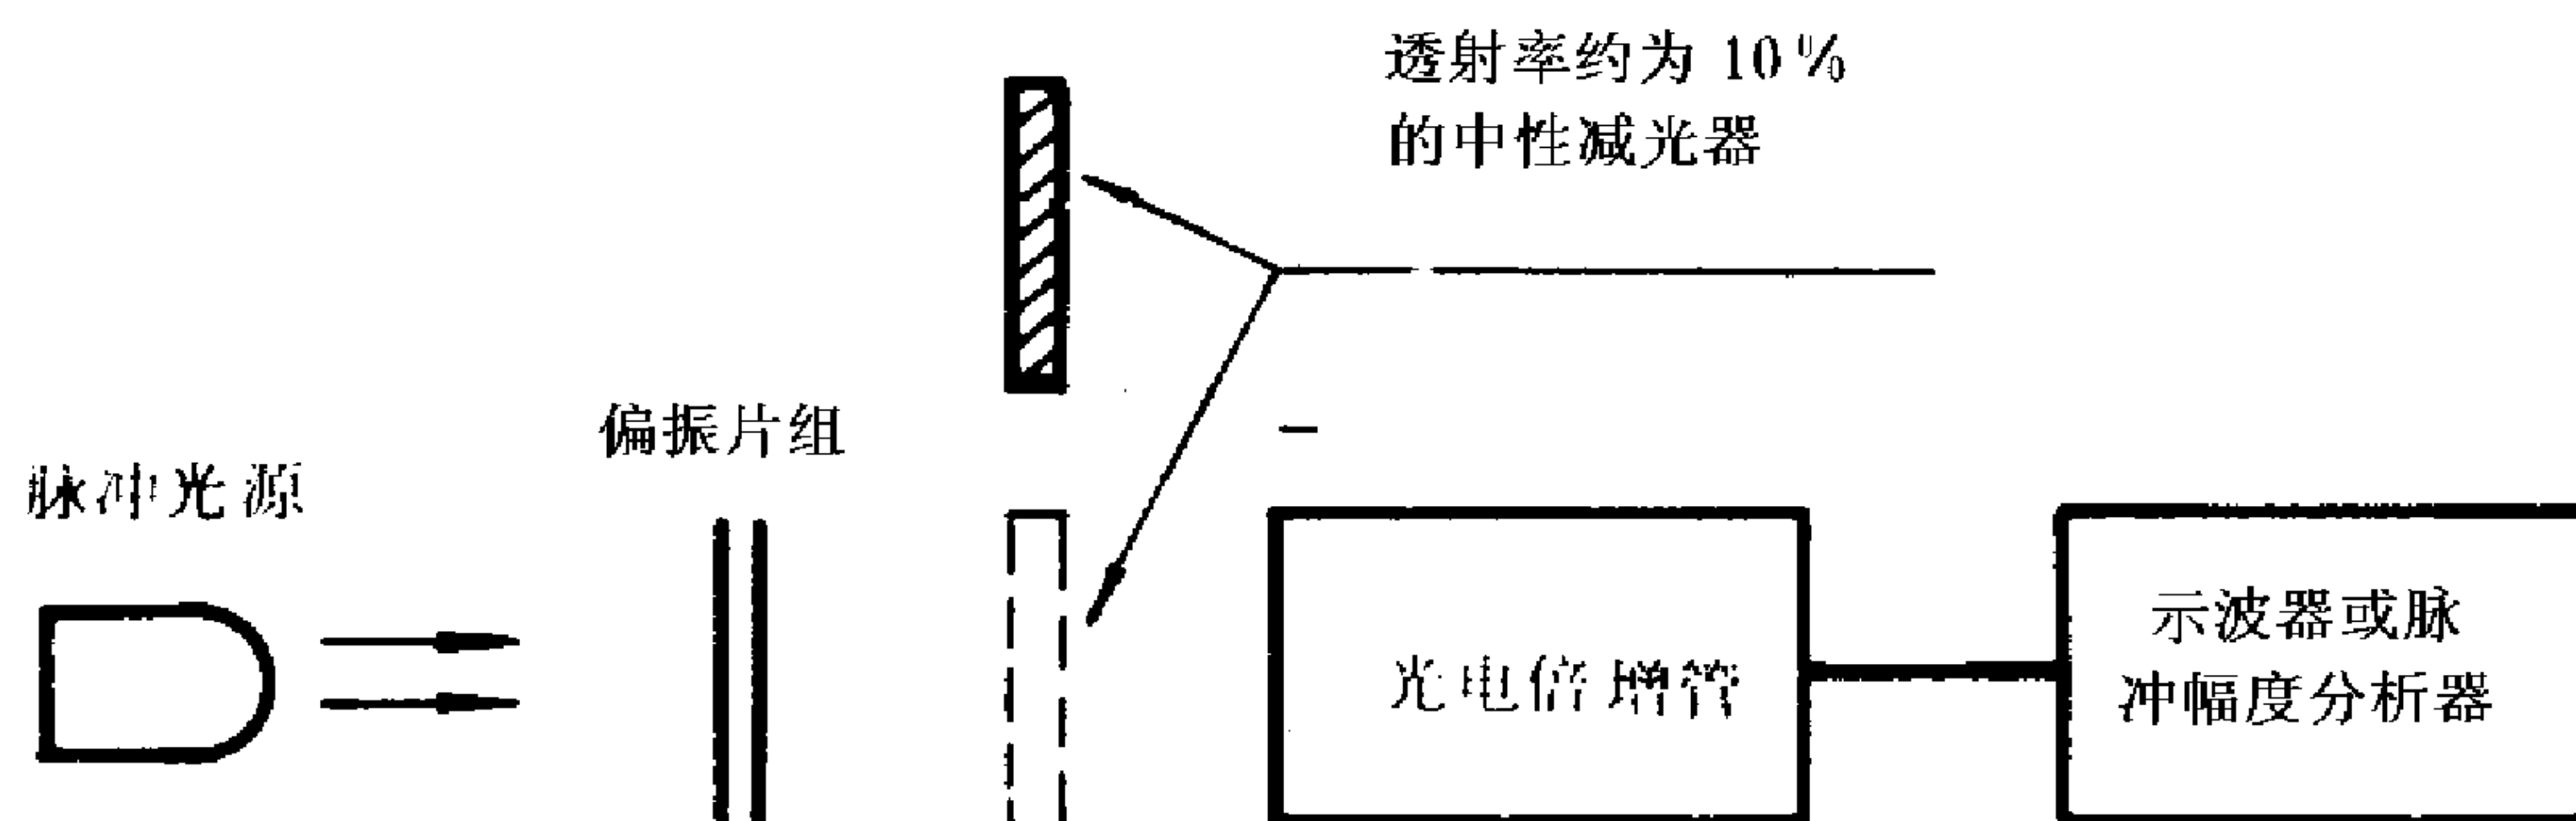 透射率约为 10%
的中性减光器
偏振片组
脉冲光源
光电倍增管
示波器或脉
冲幅度分析器